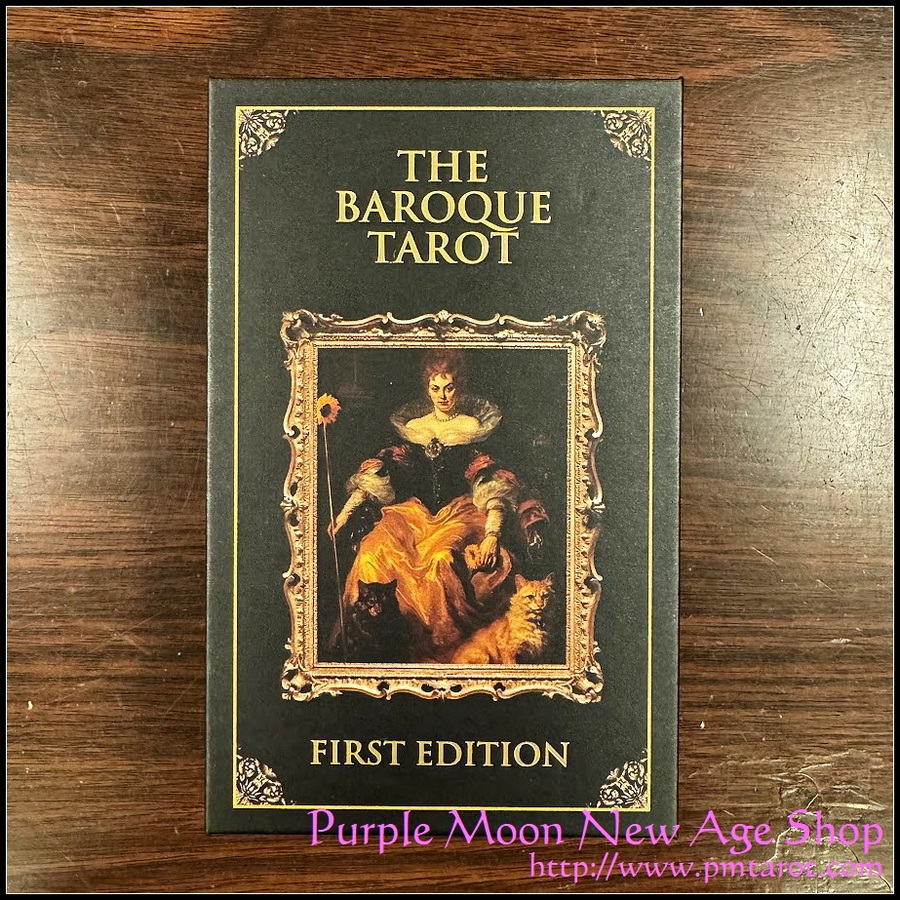 THE
BAROQUE
TAROT
FIRST EDITION
Purple Moon New Age Shop
http://www.pmtarot.com